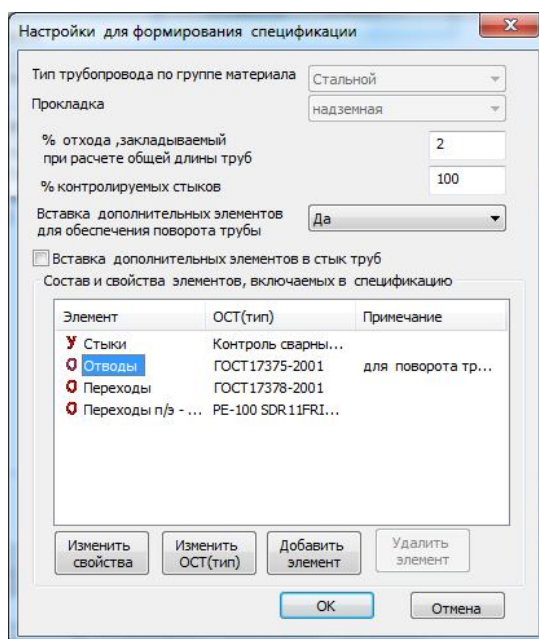 Настройки для формирования спецификации
Тип трубопровода по группе материала Стальной
Прокладка надземная
% отхода ,закладываемый
при расчете общей длины труб 2
% контролируемых стыков 100
Вставка дополнительных элементов
для обеспечения поворота трубы Да
Вставка дополнительных элементов в стык труб
Состав и свойства элементов, включаемых в спецификацию
Элемент ОСТ(тип) Примечание
У Стыки Контроль сварны...
О Отводы ГОСТ17375-2001 для поворота тр...
О Переходы ГОСТ17378-2001
О Переходы п/э - ... PE-100 SDR11FRI...
Изменить свойства Изменить ОСТ(тип) Добавить элемент Удалить элемент
OK Отмена